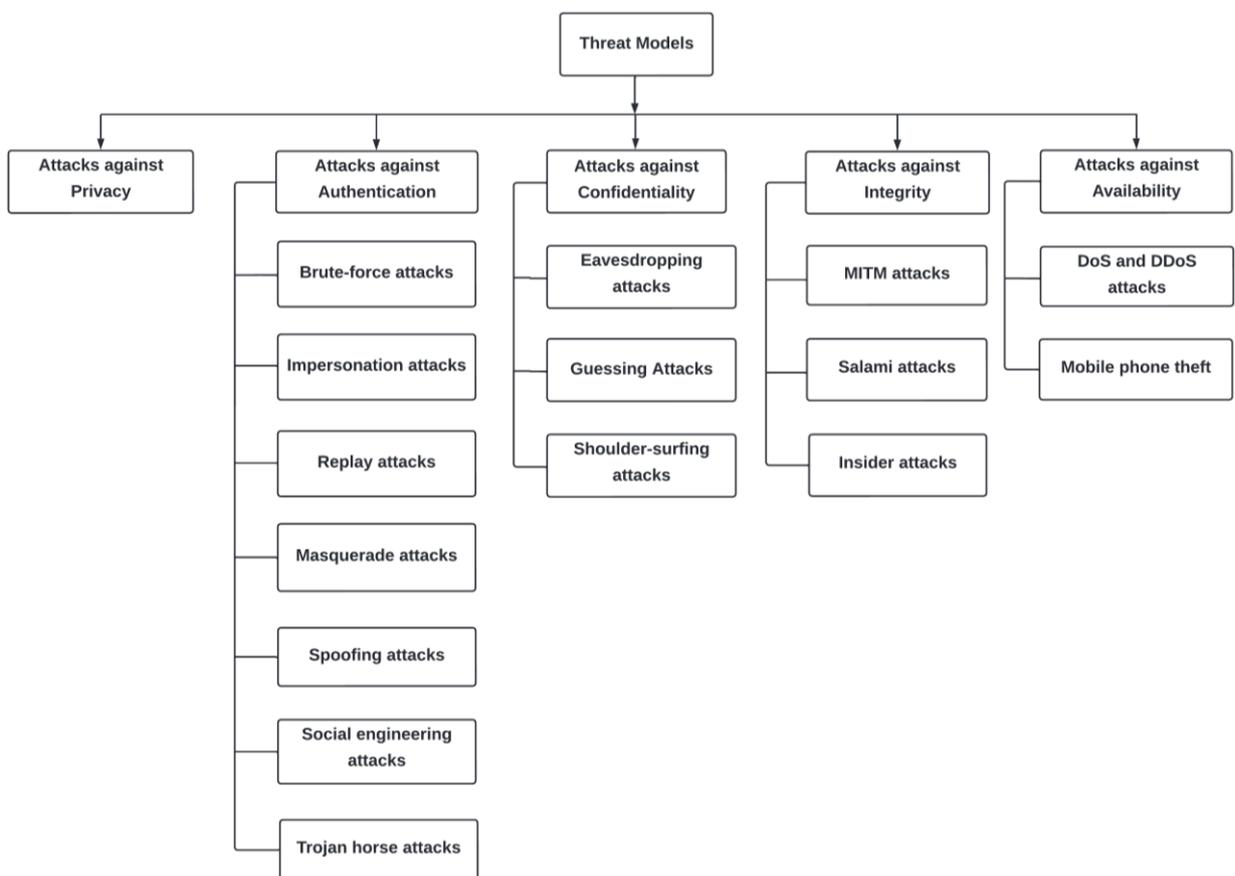 Threat Models
Attacks against
Privacy
Attacks against
Authentication
Brute-force attacks
Impersonation attacks
Replay attacks
Masquerade attacks
Spoofing attacks
Social engineering
attacks
Trojan horse attacks
Attacks against
Confidentiality
Eavesdropping
attacks
Guessing Attacks
Shoulder-surfing
attacks
Attacks against
Integrity
MITM attacks
Salami attacks
Insider attacks
Attacks against
Availability
DoS and DDoS
attacks
Mobile phone theft